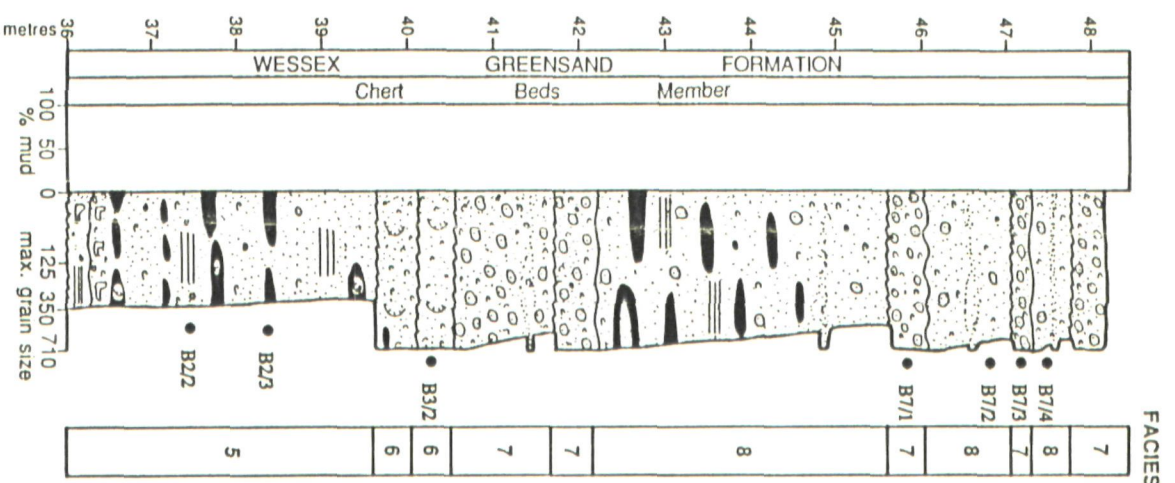 metres 36 37 38 39 40 41 42 43 44 45 46 47 48
WESSEX GREENSAND FORMATION
Chert Beds Member
% mud 100 50 0
max. grain size 125 350 710
B2/2 B2/3 B3/2 B7/1 B7/2 B7/3 B7/4
FACIES
5 6 6 7 7 8 7 8 7 8 7